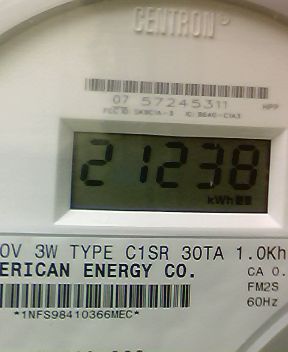 CENTRON
07 57245311 HPP
21238
kWh
0V 3W TYPE C1SR 30TA 1.0Kh
ERICAN ENERGY CO. CA 0.
FM2S
60Hz
*1NFS98410366MEC*